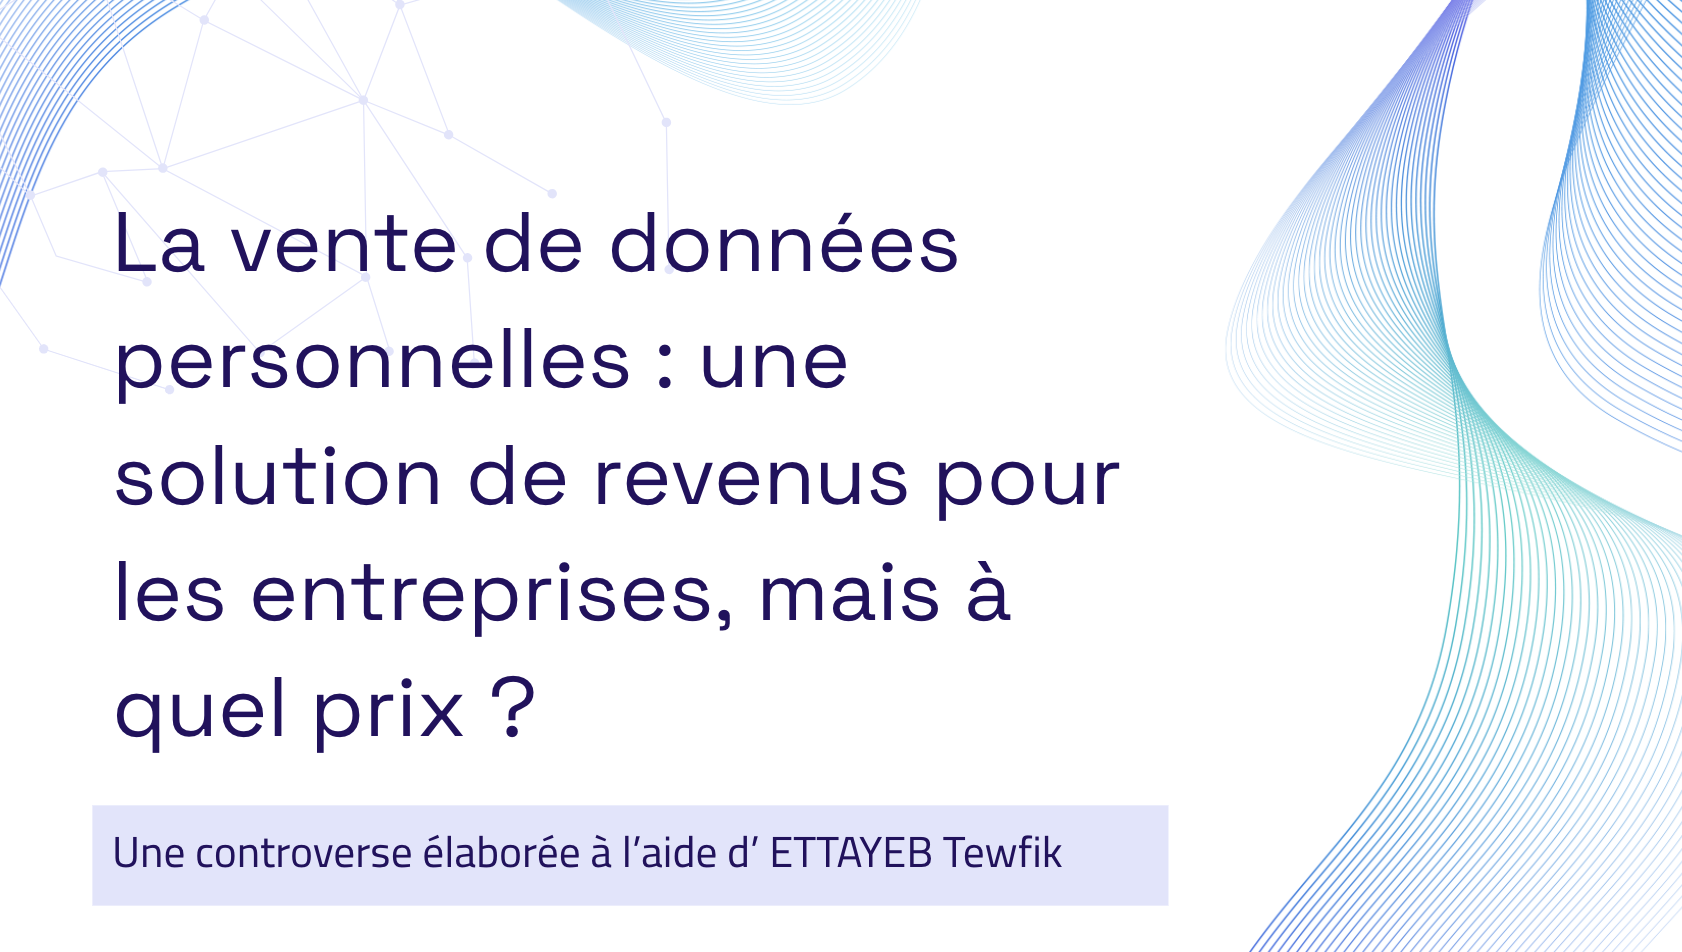 La vente de données
personnelles : une
solution de revenus pour
les entreprises, mais à
quel prix ?
Une controverse élaborée à l’aide d’ ETTAYEB Tewfik